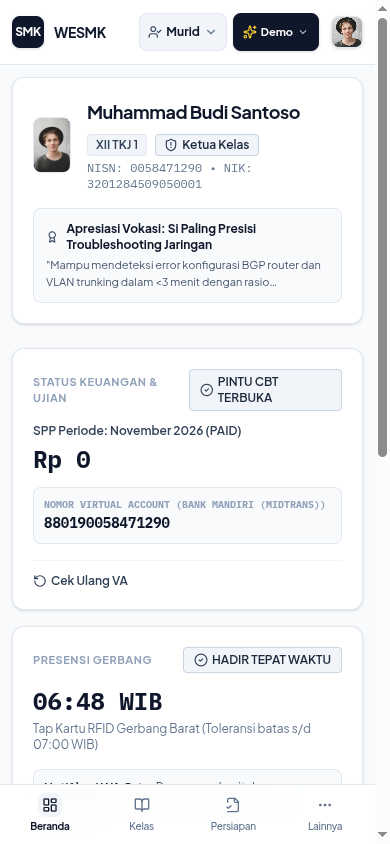 SMK WESMK Murid Demo
Muhammad Budi Santoso
XII TKJ 1 Ketua Kelas
NISN: 0058471290 • NIK:
3201284509050001
Apresiasi Vokasi: Si Paling Presisi
Troubleshooting Jaringan
"Mampu mendeteksi error konfigurasi BGP router dan
VLAN trunking dalam <3 menit dengan rasio...
STATUS KEUANGAN &
UJIAN
PINTU CBT
TERBUKA
SPP Periode: November 2026 (PAID)
Rp 0
NOMOR VIRTUAL ACCOUNT (BANK MANDIRI (MIDTRANS))
880190058471290
Cek Ulang VA
PRESENSI GERBANG
HADIR TEPAT WAKTU
06:48 WIB
Tap Kartu RFID Gerbang Barat (Toleransi batas s/d
07:00 WIB)
Beranda Kelas Persiapan Lainnya